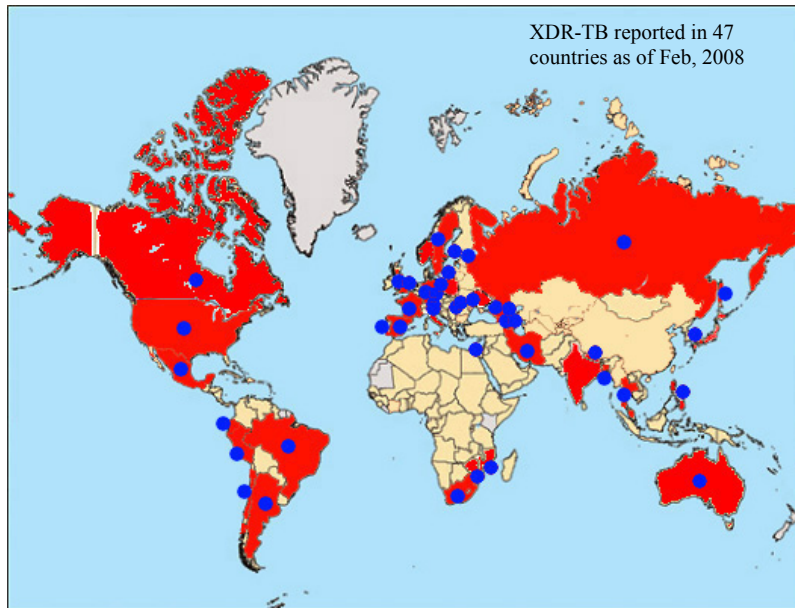 XDR-TB reported in 47
countries as of Feb, 2008